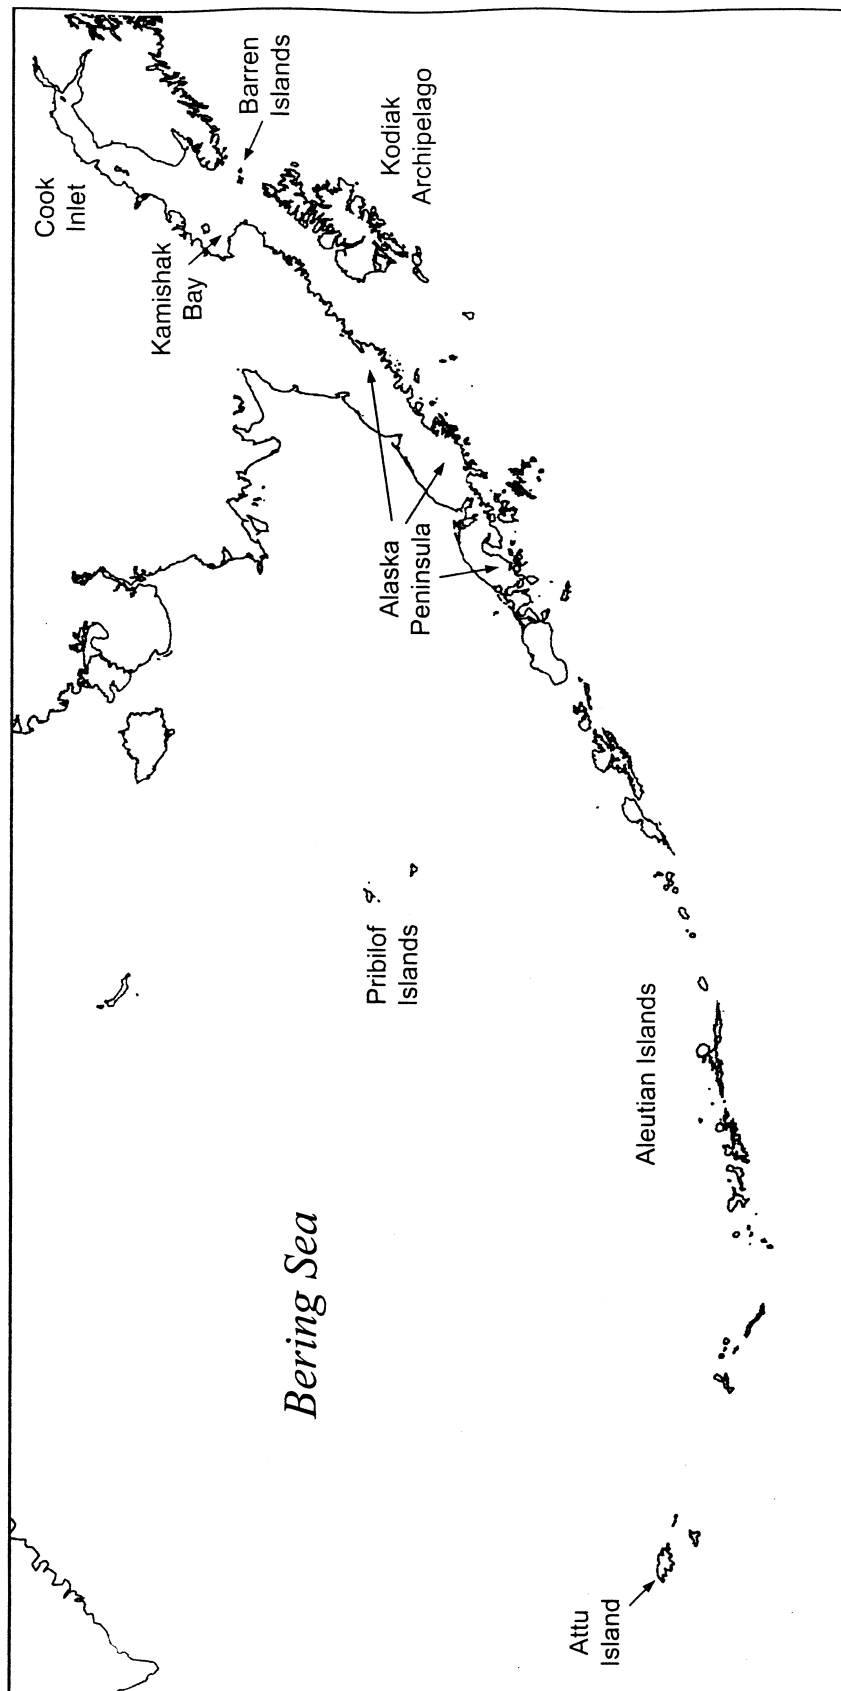 Cook
Inlet
Barren
Islands
Kamishak
Bay
Kodiak
Archipelago
Alaska
Peninsula
Pribilof
Islands
Aleutian Islands
Bering Sea
Attu
Island